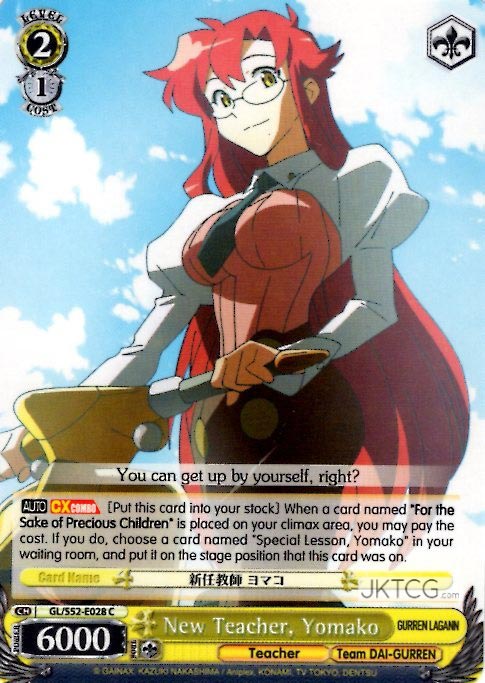 LEVEL
2
1
COST
You can get up by yourself, right?
AUTO CX COMBO [Put this card into your stock] When a card named "For the
Sake of Precious Children" is placed on your climax area, you may pay the
cost. If you do, choose a card named "Special Lesson, Yomako" in your
waiting room, and put it on the stage position that this card was on.
Card Name
新任教師 ヨマコ
JKTCG.com
CH GL/S52-E028 C
POWER
6000
SOUL
New Teacher, Yomako
GURREN LAGANN
Teacher
Team DAI-GURREN
© GAINAX, KAZUKI NAKASHIMA / Aniplex, KONAMI, TV TOKYO, DENTSU